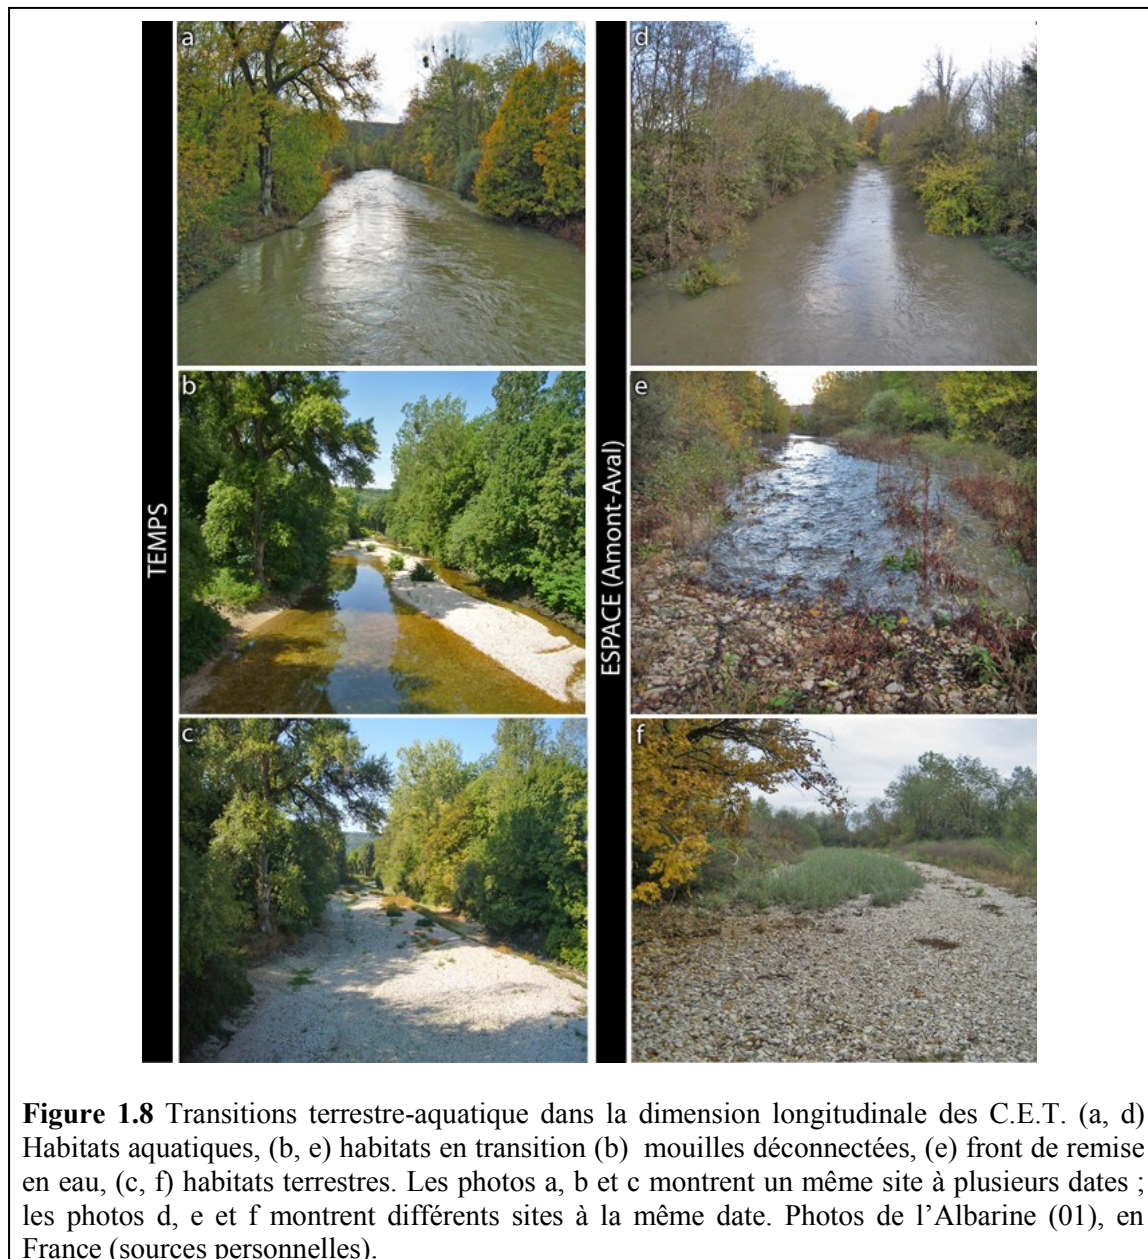 a
d
b
e
TEMPS
ESPACE (Amont-Aval)
c
f
Figure 1.8 Transitions terrestre-aquatique dans la dimension longitudinale des C.E.T. (a, d)
Habitats aquatiques, (b, e) habitats en transition (b) mouilles déconnectées, (e) front de remise
en eau, (c, f) habitats terrestres. Les photos a, b et c montrent un même site à plusieurs dates ;
les photos d, e et f montrent différents sites à la même date. Photos de l'Albarine (01), en
France (sources personnelles).